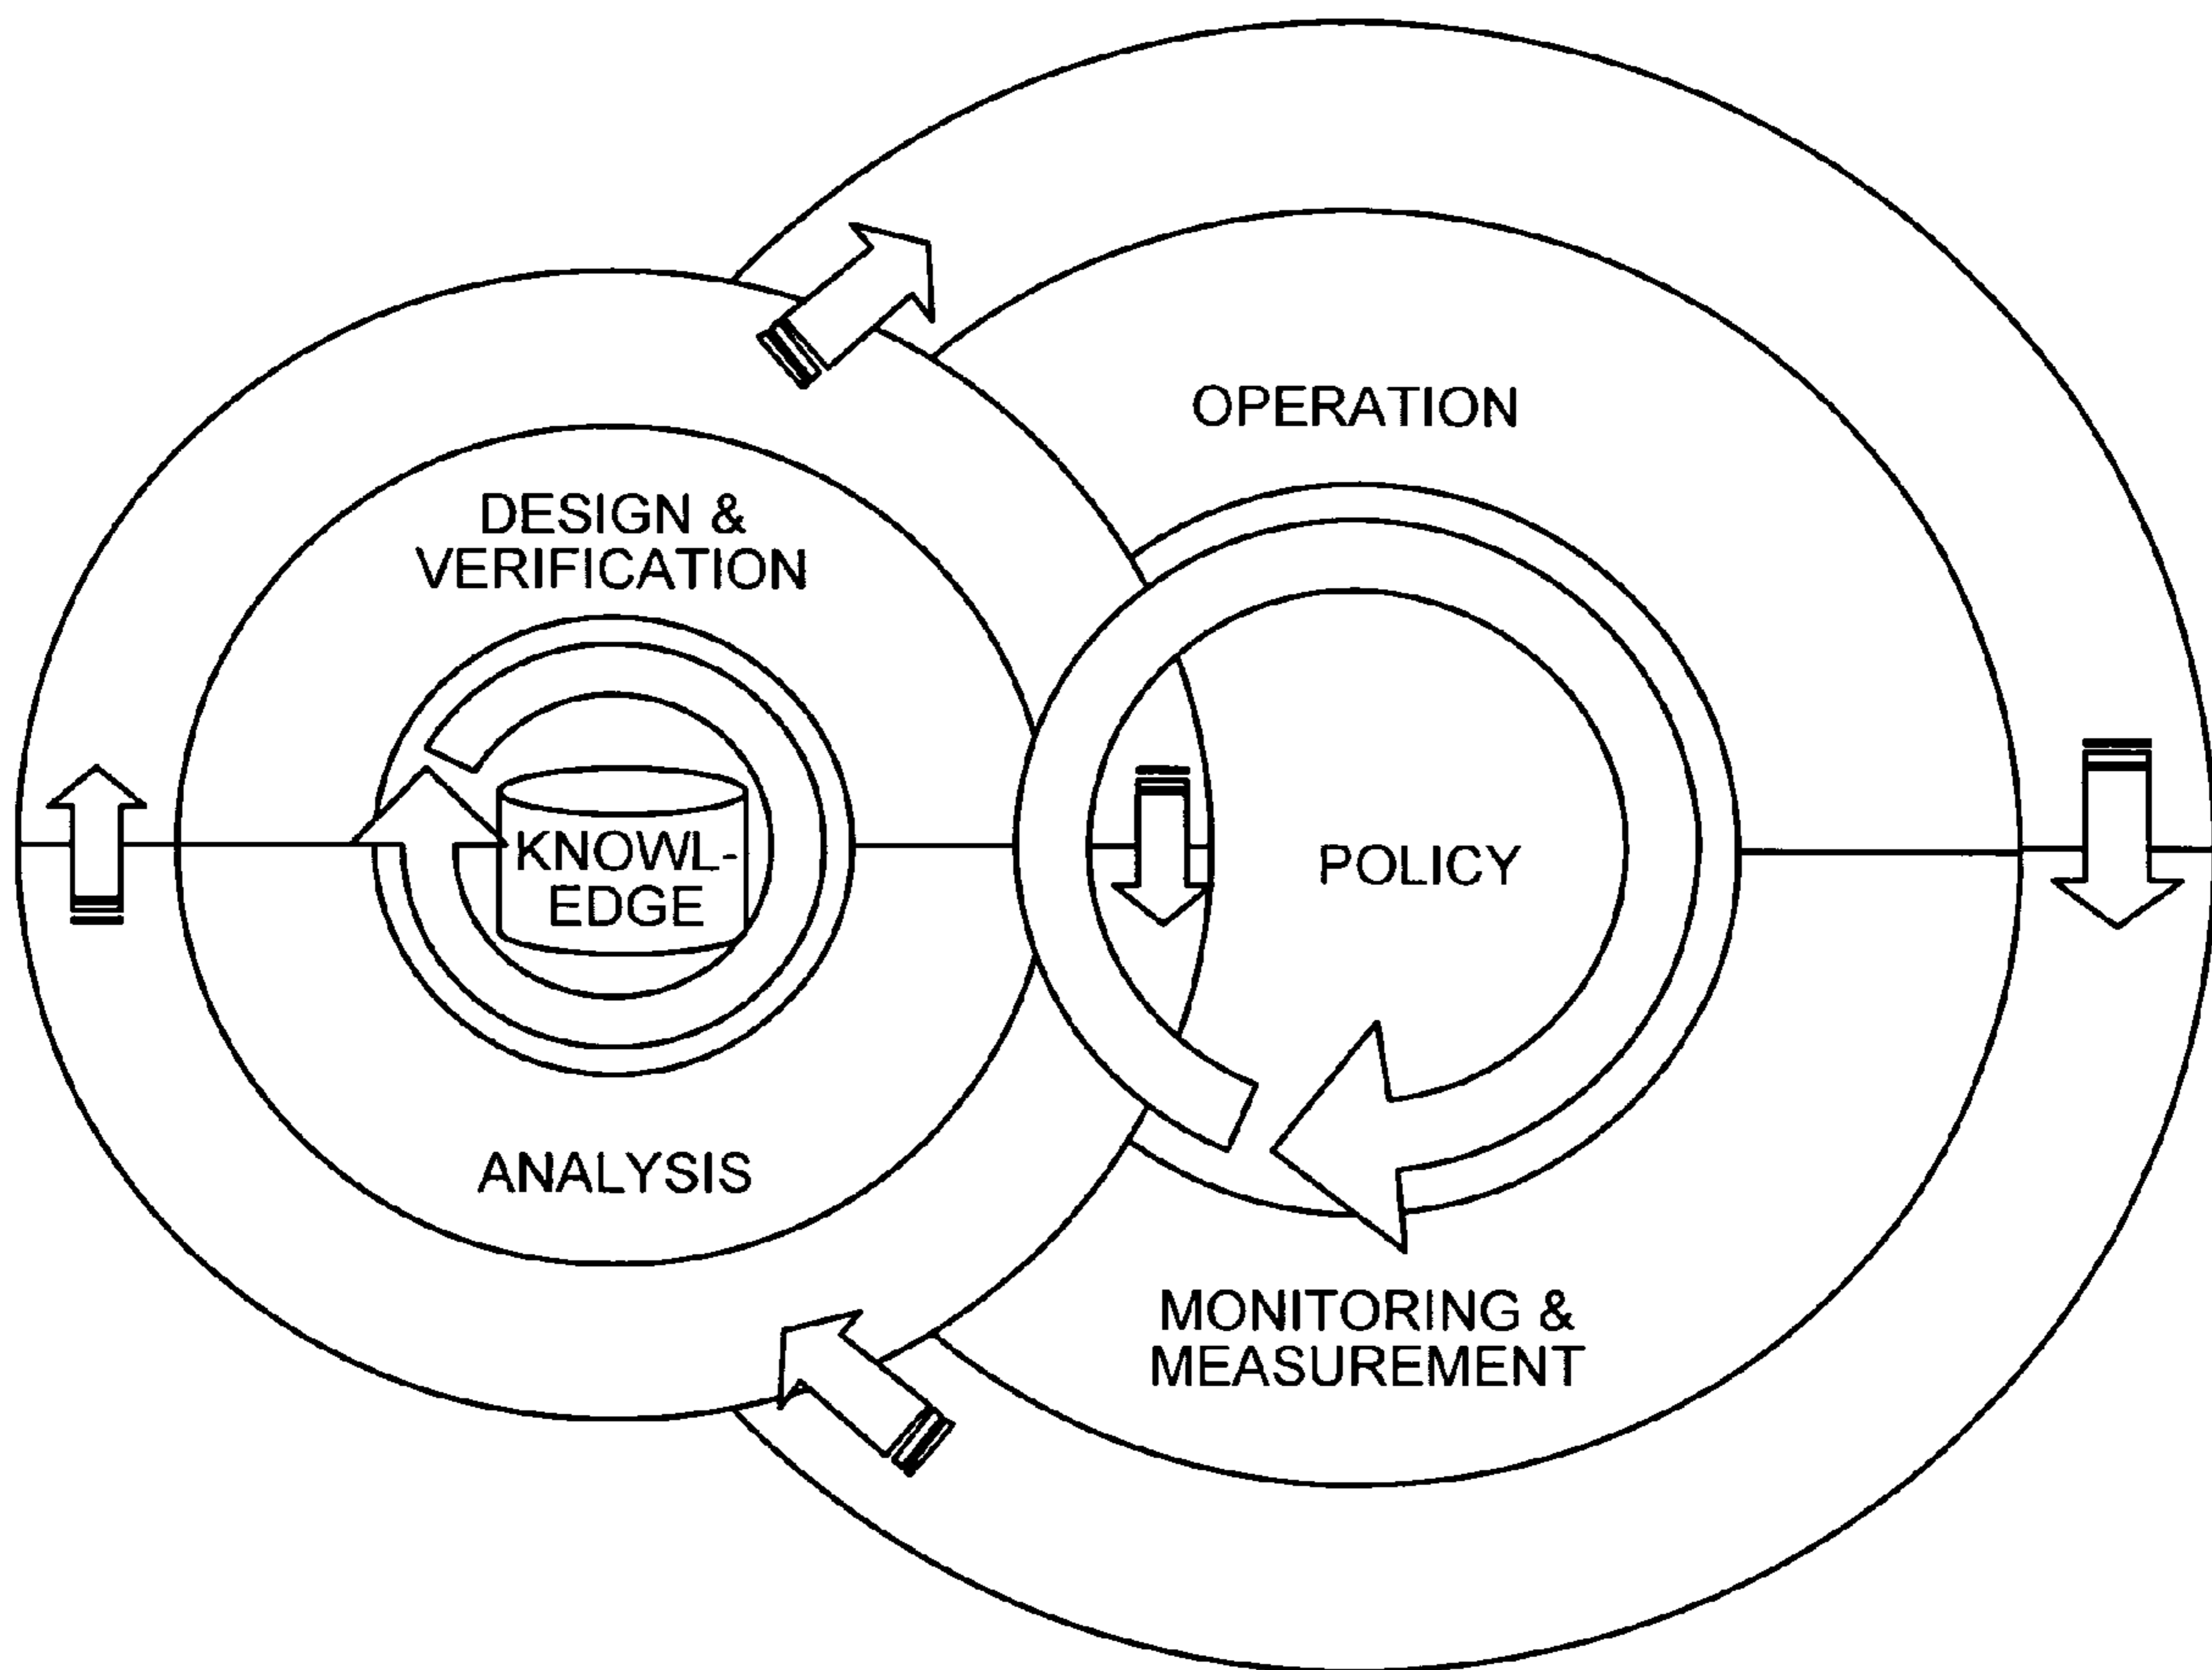 OPERATION
DESIGN &
VERIFICATION
KNOWL-
EDGE
POLICY
ANALYSIS
MONITORING &
MEASUREMENT